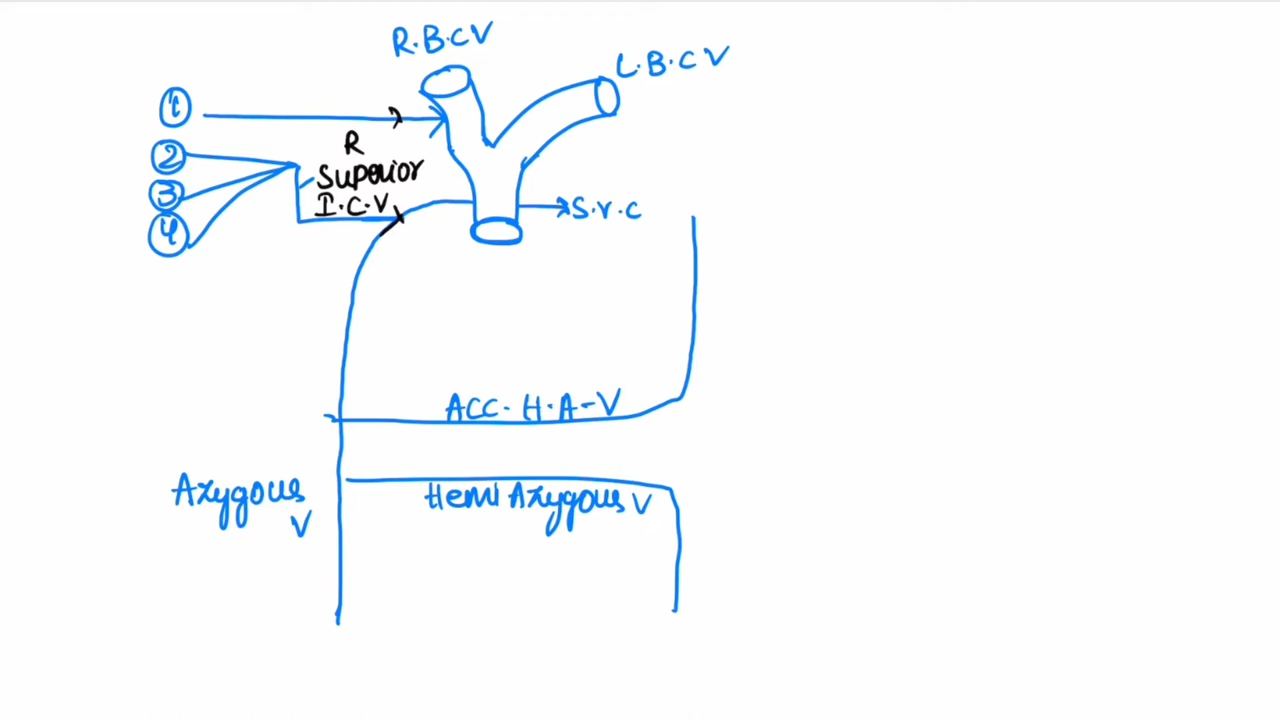 R.B.C V
L.B.C V
1
2
3
4
R
Superior
I.C.V
S.V.C
ACC. H.A-V
Azygous
V
Hemi Azygous V